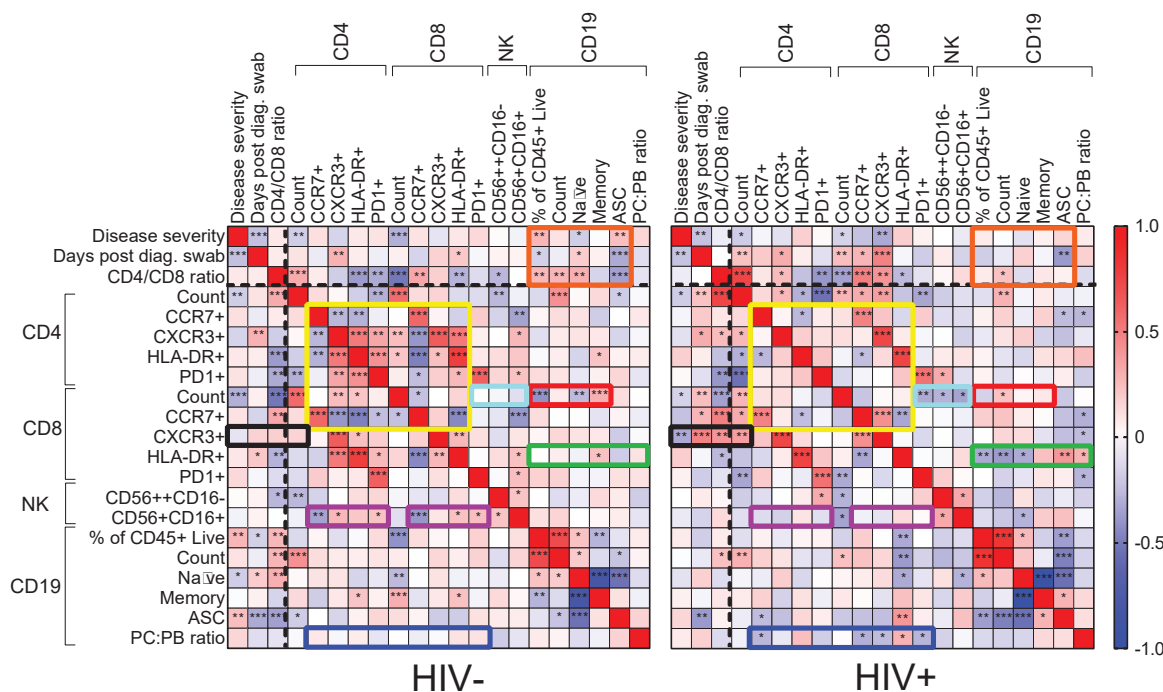 CD4
CD8
NK
CD19
CD4
CD8
NK
CD19
Disease severity
Days post diag. swab
CD4/CD8 ratio
Count
CCR7+
CXCR3+
HLA-DR+
PD1+
Count
CCR7+
CXCR3+
HLA-DR+
PD1+
CD56++CD16-
CD56+CD16+
% of CD45+ Live
Count
Na⍰ve
Memory
ASC
PC:PB ratio
Disease severity
Days post diag. swab
CD4/CD8 ratio
Count
CCR7+
CXCR3+
HLA-DR+
PD1+
Count
CCR7+
CXCR3+
HLA-DR+
PD1+
CD56++CD16-
CD56+CD16+
% of CD45+ Live
Count
Naive
Memory
ASC
PC:PB ratio
Disease severity
Days post diag. swab
CD4/CD8 ratio
CD4
Count
CCR7+
CXCR3+
HLA-DR+
PD1+
CD8
Count
CCR7+
CXCR3+
HLA-DR+
PD1+
NK
CD56++CD16-
CD56+CD16+
CD19
% of CD45+ Live
Count
Na⍰ve
Memory
ASC
PC:PB ratio
1.0
0.5
0
-0.5
-1.0
HIV-
HIV+